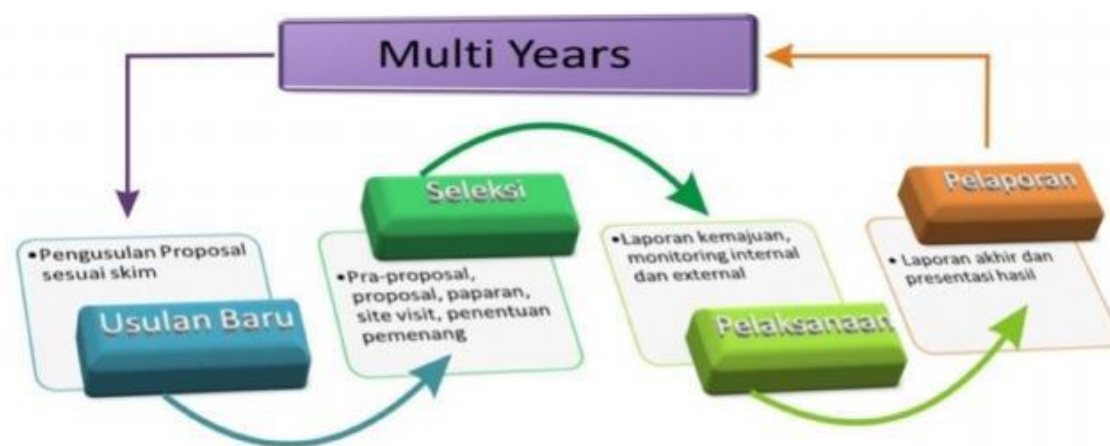 Multi Years
•Pengusulan Proposal
sesuai skim
Usulan Baru
Seleksi
•Pra-proposal,
proposal, paparan,
site visit, penentuan
pemenang
•Laporan kemajuan,
monitoring internal
dan external
Pelaksanaan
Pelaporan
• Laporan akhir dan
presentasi hasil